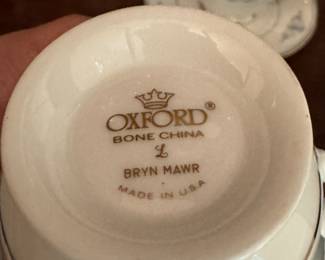 OXFORD®
BONE CHINA
L
BRYN MAWR
MADE IN U.S.A.